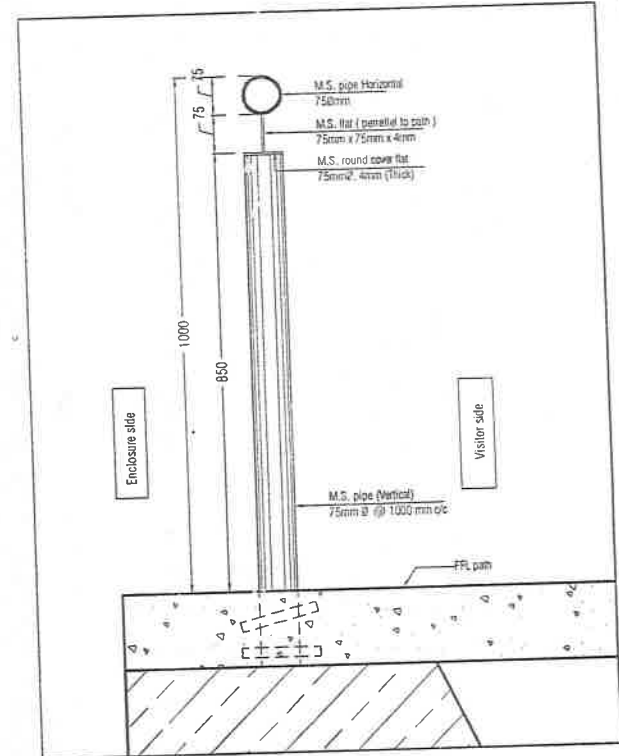 75
75
M.S. pipe Horizontal
75Ømm
M.S. flat ( perrellel to path )
75mm x 75mm x 4mm
M.S. round cover flat
75mmØ, 4mm (Thick)
1000
850
Enclosure side
Visitor side
M.S. pipe (Vertical)
75mm Ø @ 1000 mm c/c
FFL path